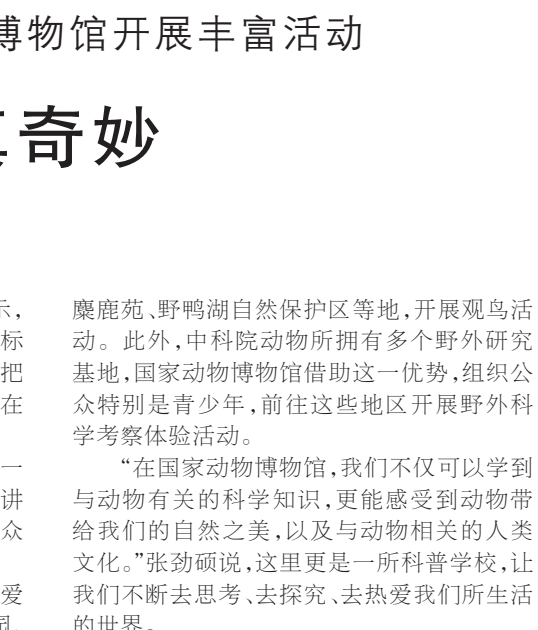 博物馆开展丰富活动
奇妙
示，
标
把
在
一
讲
众
爱
麋鹿苑、野鸭湖自然保护区等地，开展观鸟活
动。此外，中科院动物所拥有多个野外研究
基地，国家动物博物馆借助这一优势，组织公
众特别是青少年，前往这些地区开展野外科
学考察体验活动。
“在国家动物博物馆，我们不仅可以学到
与动物有关的科学知识，更能感受到动物带
给我们的自然之美，以及与动物相关的人类
文化。”张劲硕说，这里更是一所科普学校，让
我们不断去思考、去探究、去热爱我们所生活
的世界。